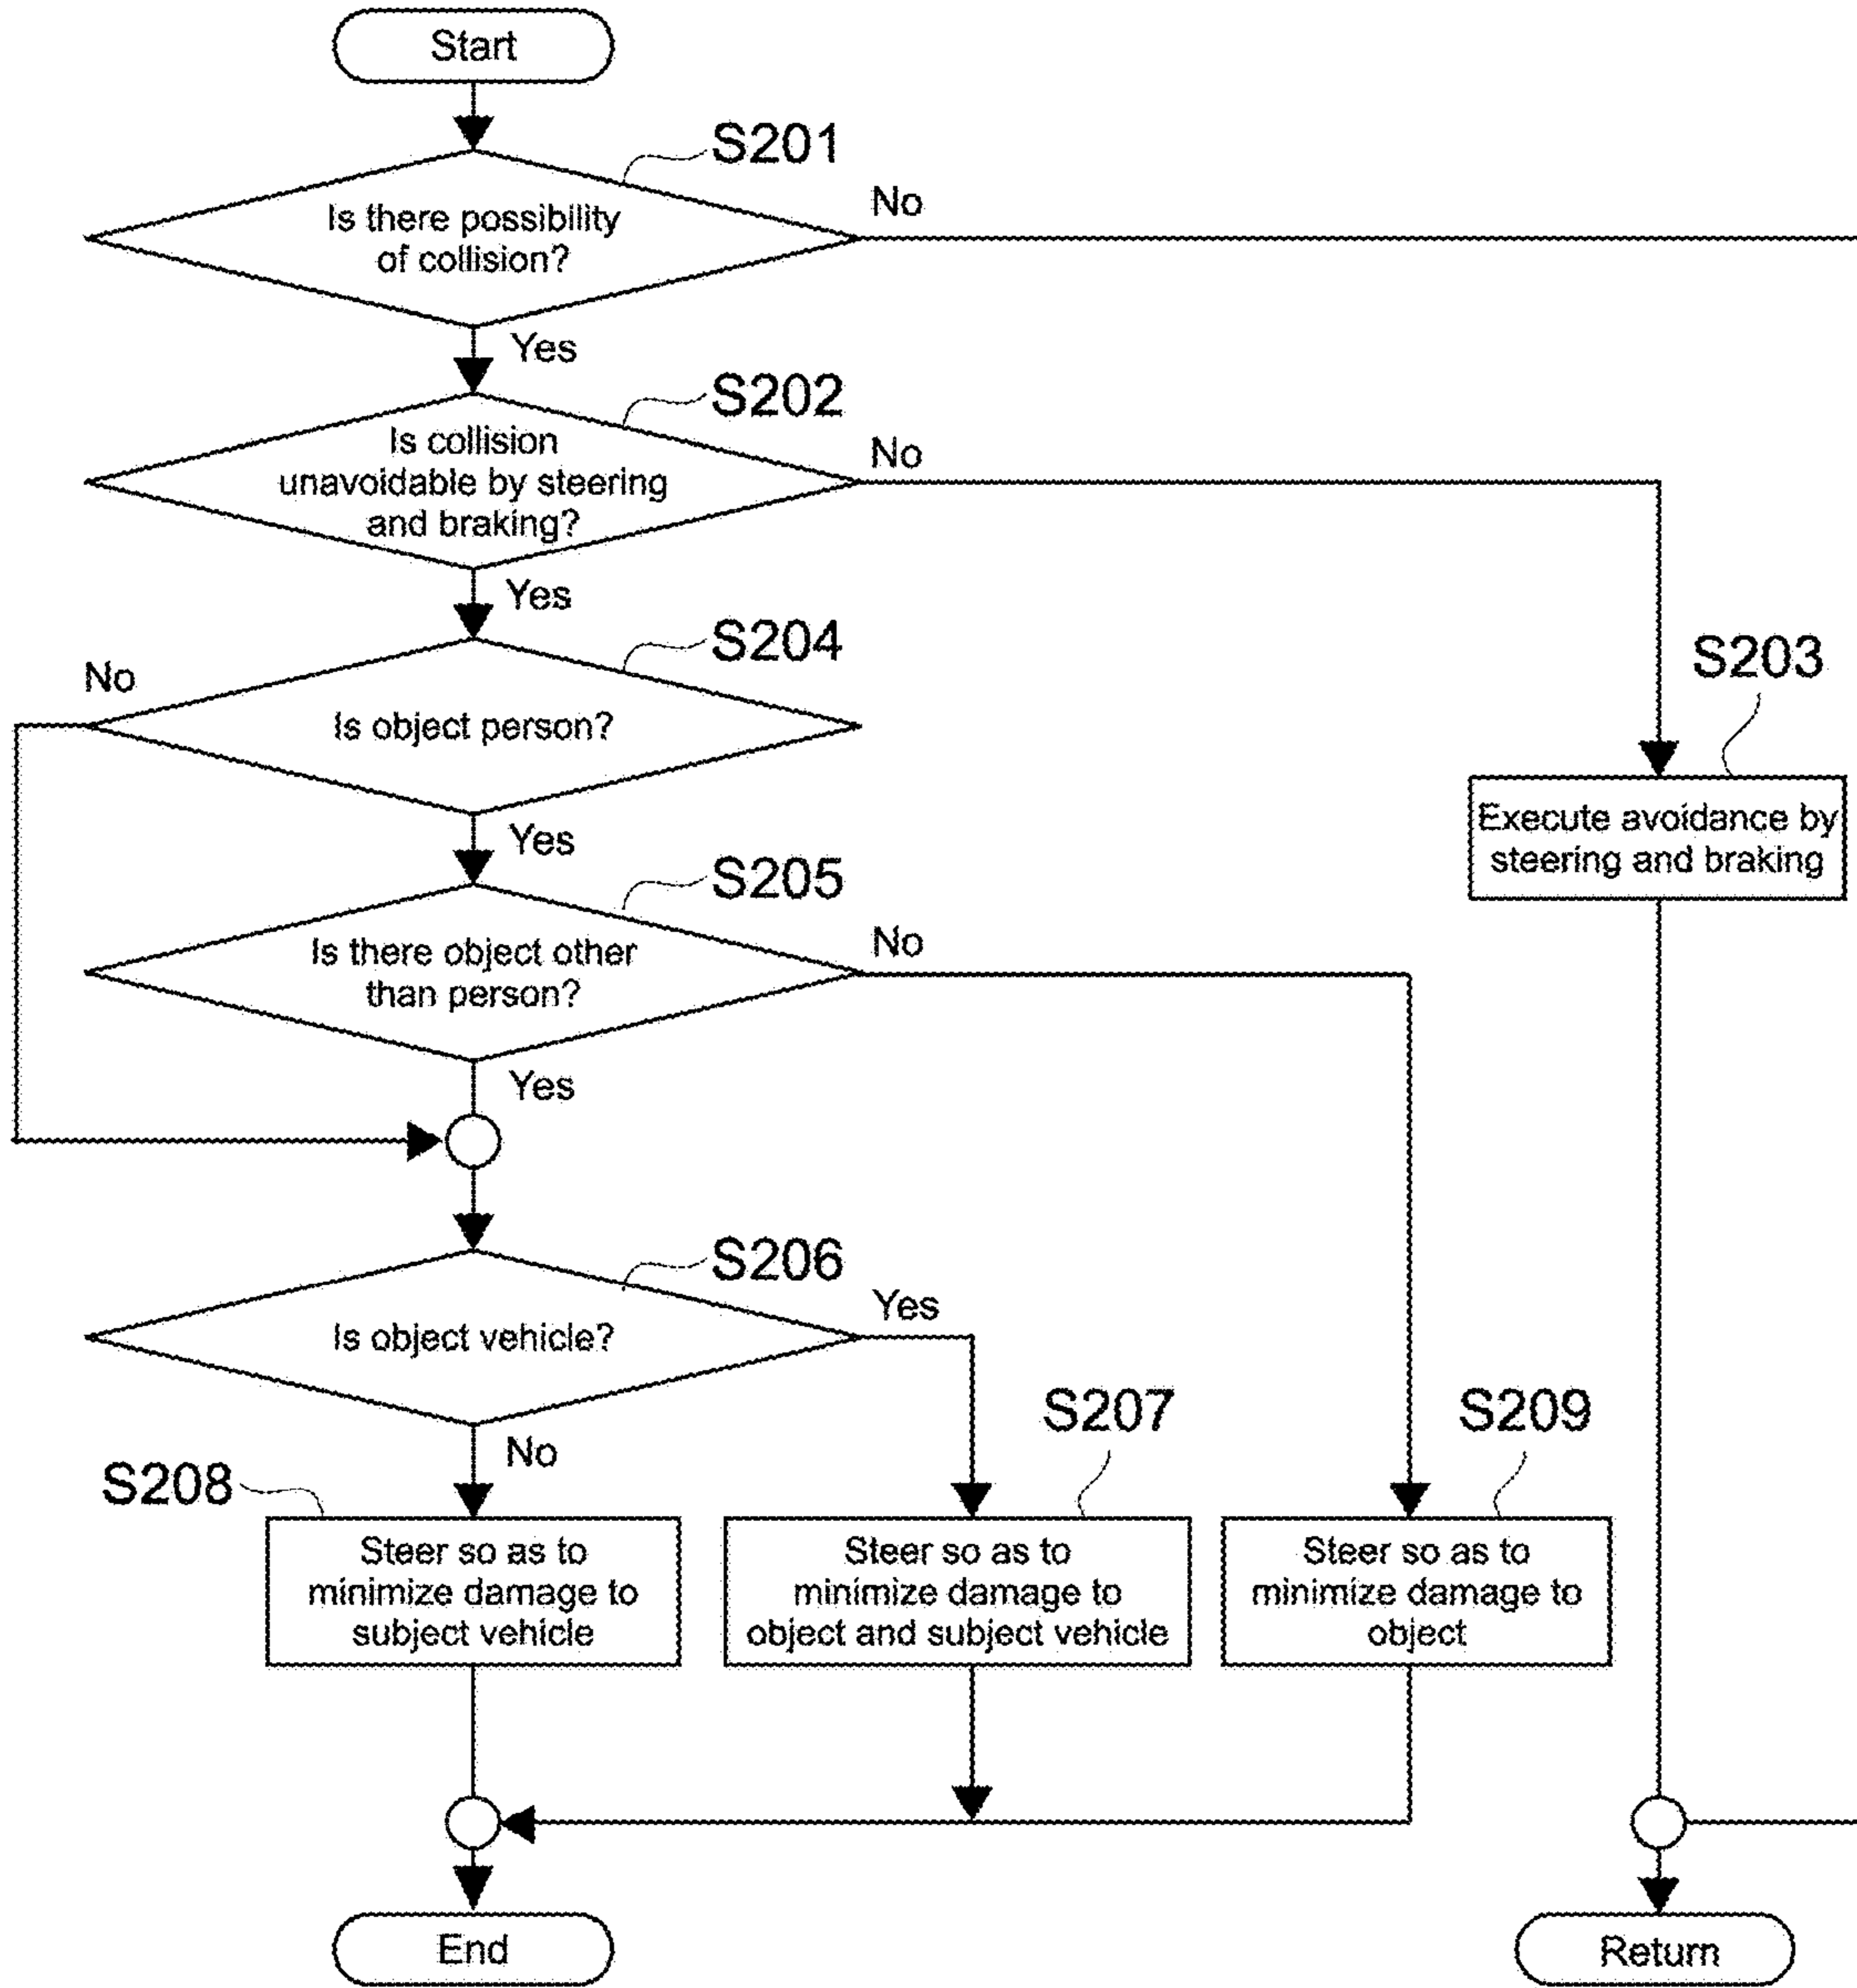 Start
S201
Is there possibility
of collision?
No
Yes
S202
Is collision
unavoidable by steering
and braking?
No
Yes
S204
No
Is object person?
S203
Execute avoidance by
steering and braking
Yes
S205
Is there object other
than person?
No
Yes
S206
Is object vehicle?
Yes
No
S208
Steer so as to
minimize damage to
subject vehicle
S207
Steer so as to
minimize damage to
object and subject vehicle
S209
Steer so as to
minimize damage to
object
End
Return